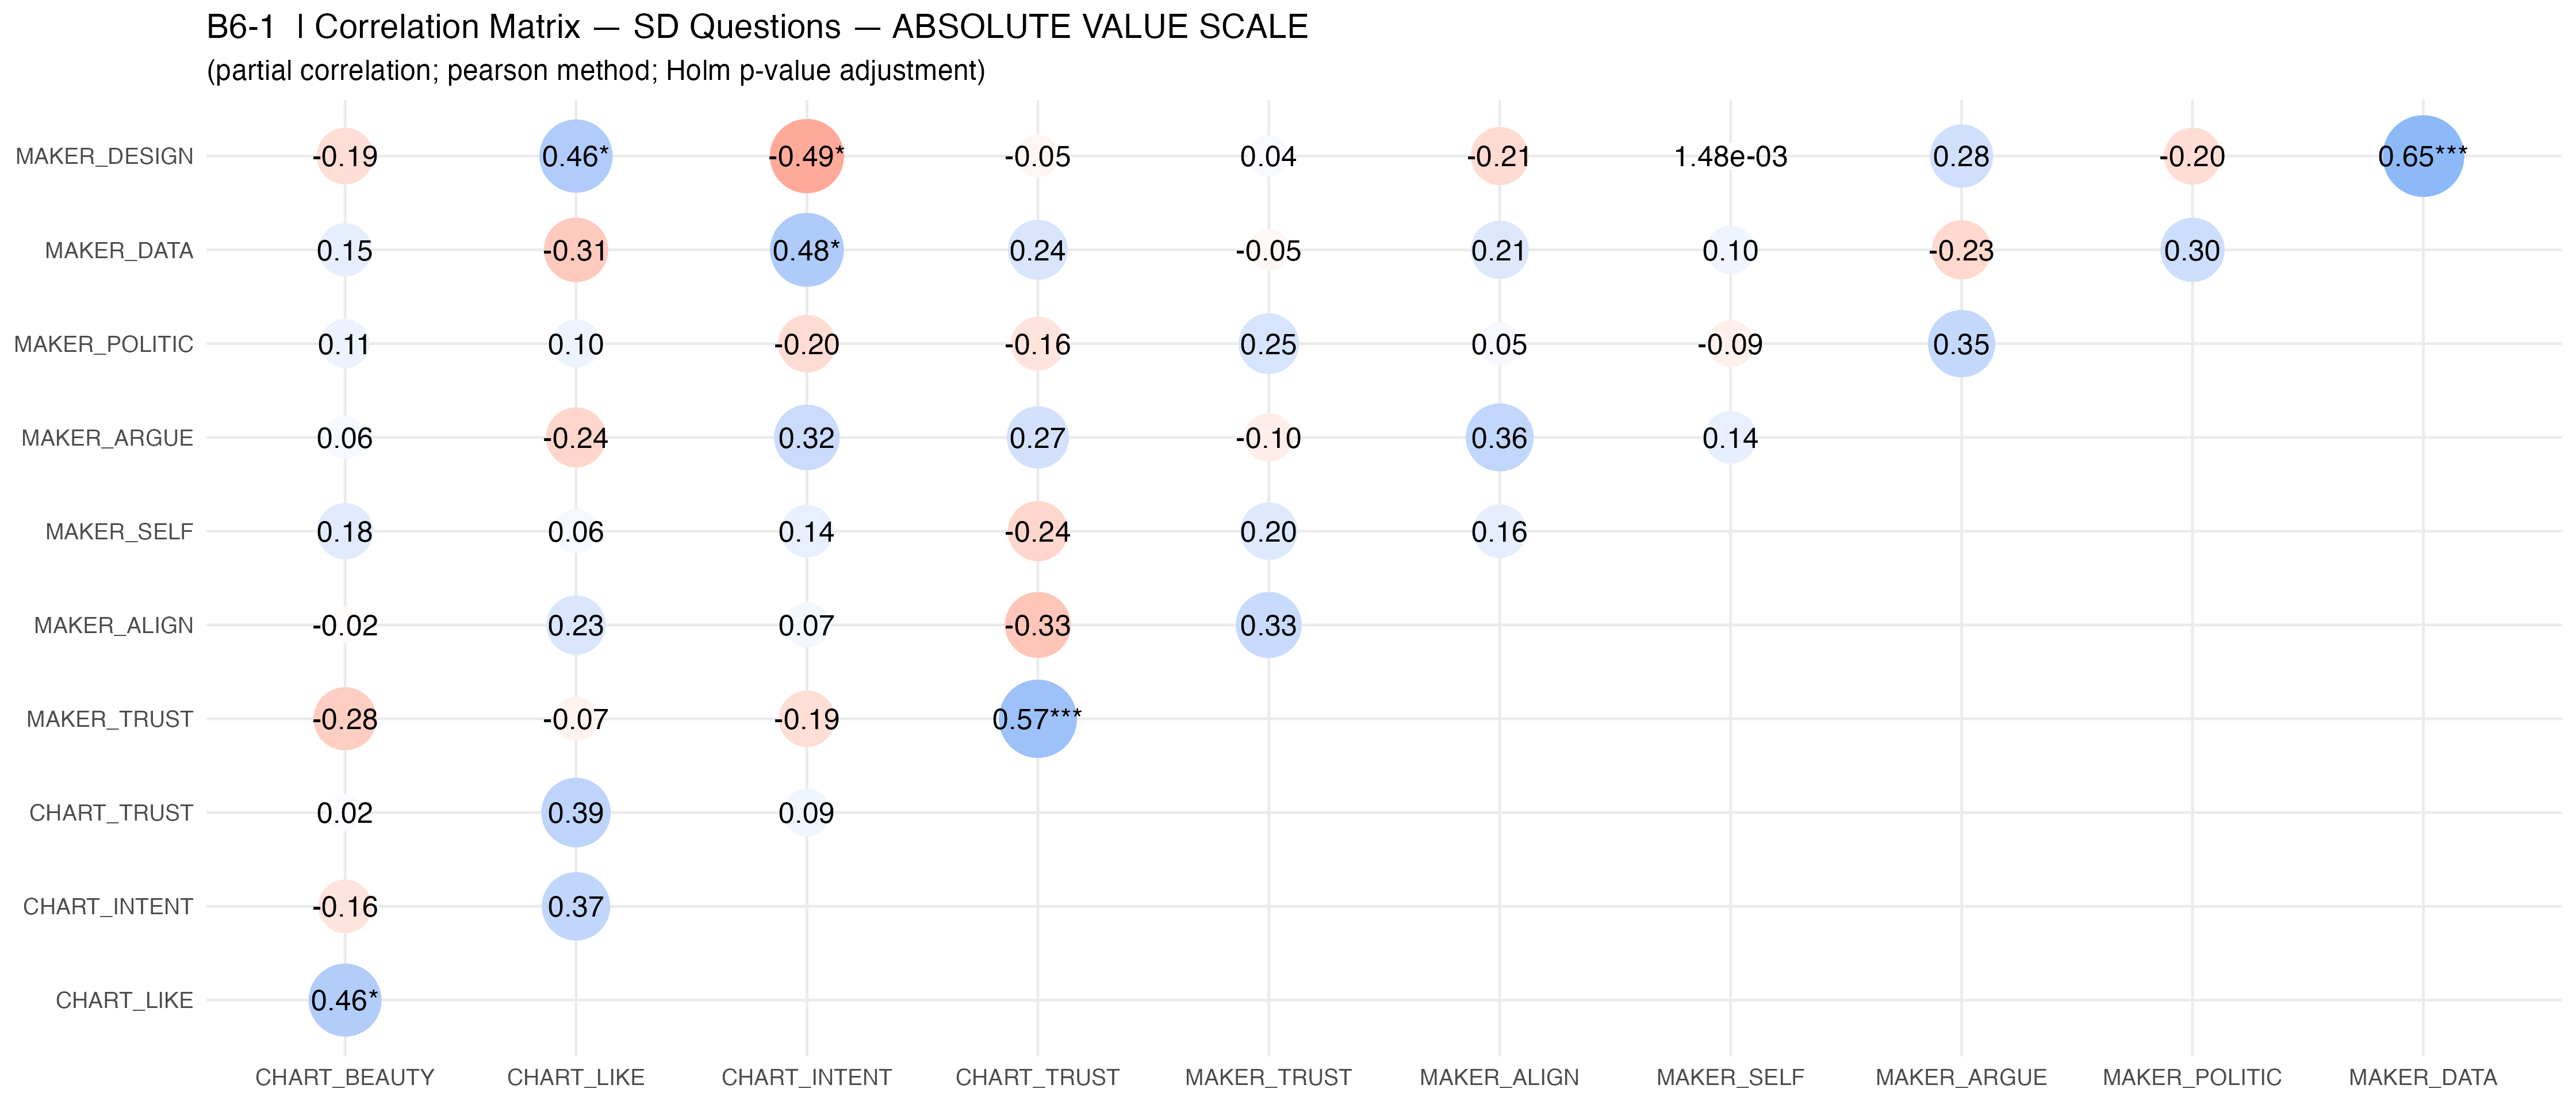 B6-1 | Correlation Matrix — SD Questions — ABSOLUTE VALUE SCALE
(partial correlation; pearson method; Holm p-value adjustment)
MAKER_DESIGN -0.19 0.46* -0.49* -0.05 0.04 -0.21 1.48e-03 0.28 -0.20 0.65***
MAKER_DATA 0.15 -0.31 0.48* 0.24 -0.05 0.21 0.10 -0.23 0.30
MAKER_POLITIC 0.11 0.10 -0.20 -0.16 0.25 0.05 -0.09 0.35
MAKER_ARGUE 0.06 -0.24 0.32 0.27 -0.10 0.36 0.14
MAKER_SELF 0.18 0.06 0.14 -0.24 0.20 0.16
MAKER_ALIGN -0.02 0.23 0.07 -0.33 0.33
MAKER_TRUST -0.28 -0.07 -0.19 0.57***
CHART_TRUST 0.02 0.39 0.09
CHART_INTENT -0.16 0.37
CHART_LIKE 0.46*
CHART_BEAUTY CHART_LIKE CHART_INTENT CHART_TRUST MAKER_TRUST MAKER_ALIGN MAKER_SELF MAKER_ARGUE MAKER_POLITIC MAKER_DATA